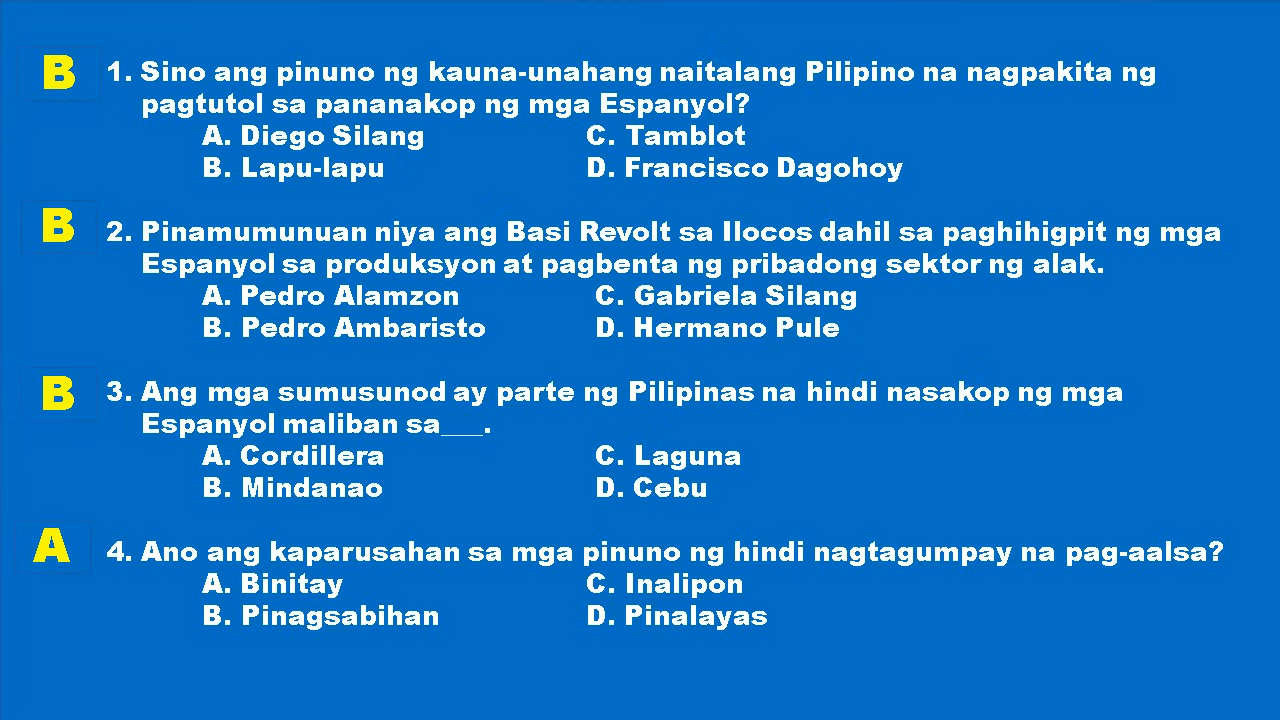 B 1. Sino ang pinuno ng kauna-unahang naitalang Pilipino na nagpakita ng
pagtutol sa pananakop ng mga Espanyol?
A. Diego Silang C. Tamblot
B. Lapu-lapu D. Francisco Dagohoy
B 2. Pinamumunuan niya ang Basi Revolt sa Ilocos dahil sa paghihigpit ng mga
Espanyol sa produksyon at pagbenta ng pribadong sektor ng alak.
A. Pedro Alamzon C. Gabriela Silang
B. Pedro Ambaristo D. Hermano Pule
B 3. Ang mga sumusunod ay parte ng Pilipinas na hindi nasakop ng mga
Espanyol maliban sa___.
A. Cordillera C. Laguna
B. Mindanao D. Cebu
A 4. Ano ang kaparusahan sa mga pinuno ng hindi nagtagumpay na pag-aalsa?
A. Binitay C. Inalipon
B. Pinagsabihan D. Pinalayas